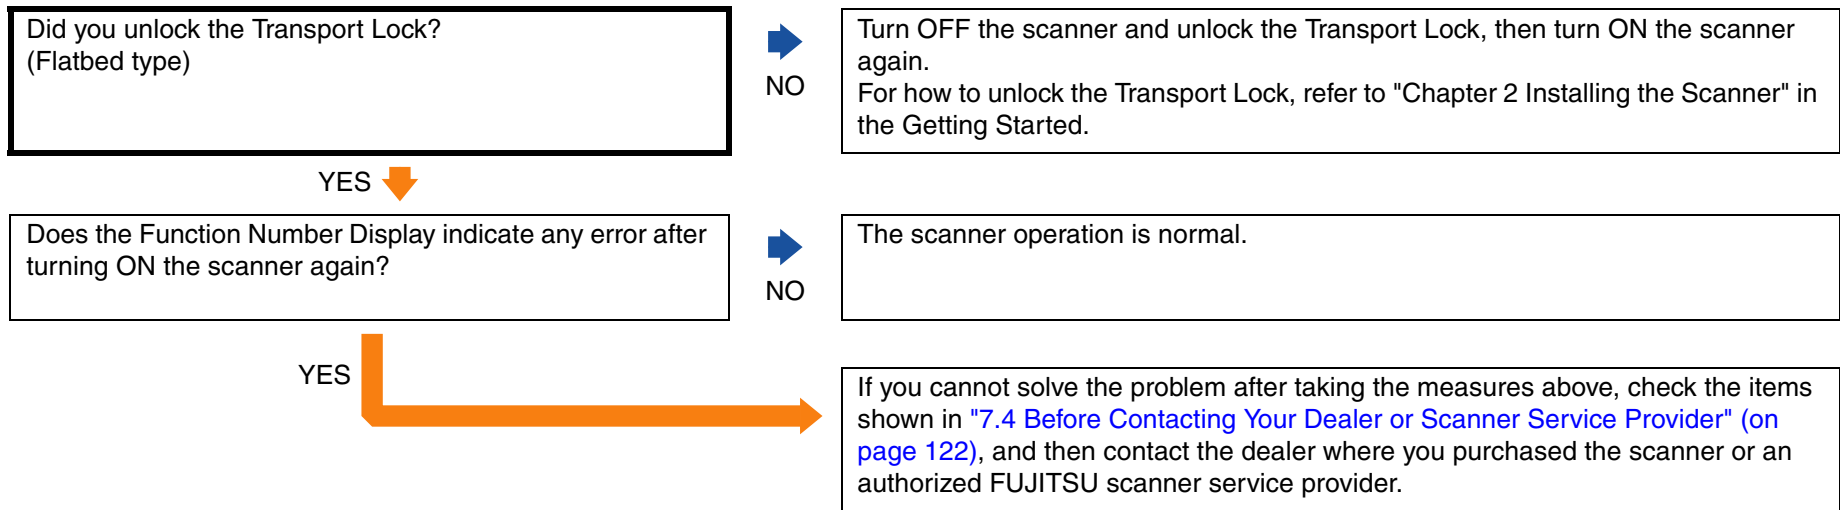 Did you unlock the Transport Lock?
(Flatbed type)
NO
Turn OFF the scanner and unlock the Transport Lock, then turn ON the scanner
again.
For how to unlock the Transport Lock, refer to "Chapter 2 Installing the Scanner" in
the Getting Started.
YES
Does the Function Number Display indicate any error after
turning ON the scanner again?
NO
The scanner operation is normal.
YES
If you cannot solve the problem after taking the measures above, check the items
shown in "7.4 Before Contacting Your Dealer or Scanner Service Provider" (on
page 122), and then contact the dealer where you purchased the scanner or an
authorized FUJITSU scanner service provider.